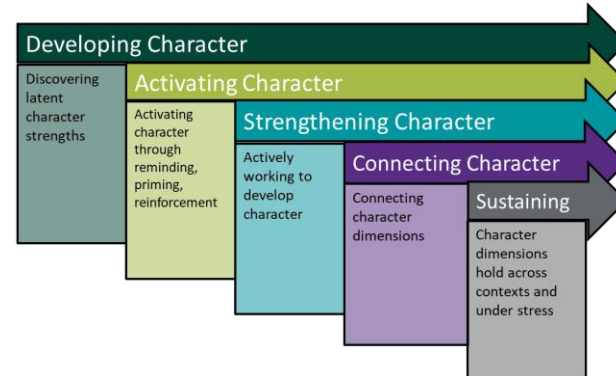 Developing Character
Discovering
latent
character
strengths
Activating Character
Activating
character
through
reminding,
priming,
reinforcement
Strengthening Character
Actively
working to
develop
character
Connecting Character
Connecting
character
dimensions
Sustaining
Character
dimensions
hold across
contexts and
under stress